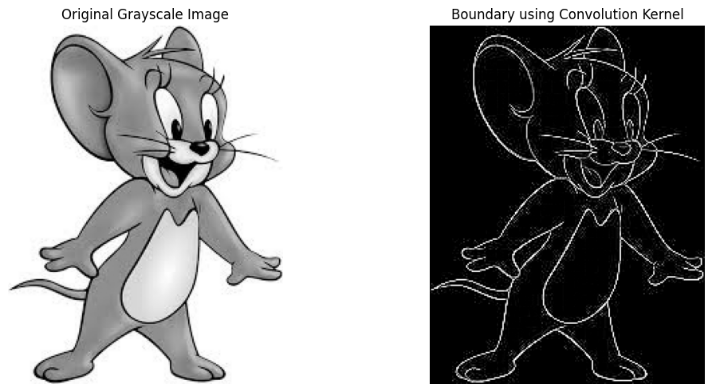 Original Grayscale Image
Boundary using Convolution Kernel